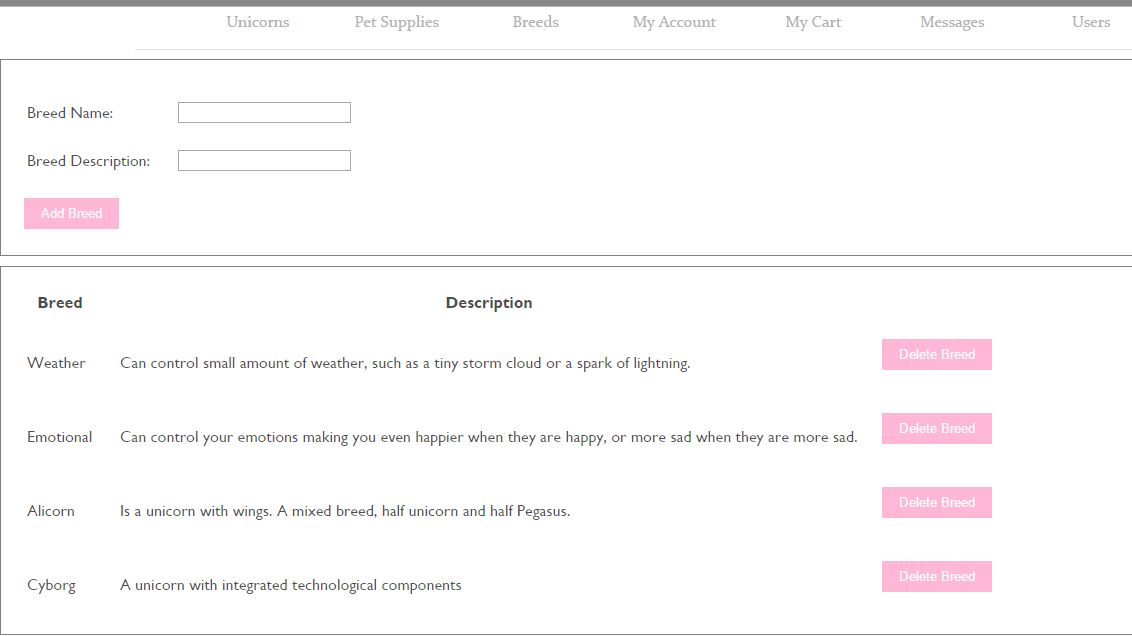 Unicorns Pet Supplies Breeds My Account My Cart Messages Users
Breed Name:
Breed Description:
Add Breed
Breed Description
Weather Can control small amount of weather, such as a tiny storm cloud or a spark of lightning. Delete Breed
Emotional Can control your emotions making you even happier when they are happy, or more sad when they are more sad. Delete Breed
Alicorn Is a unicorn with wings. A mixed breed, half unicorn and half Pegasus. Delete Breed
Cyborg A unicorn with integrated technological components Delete Breed